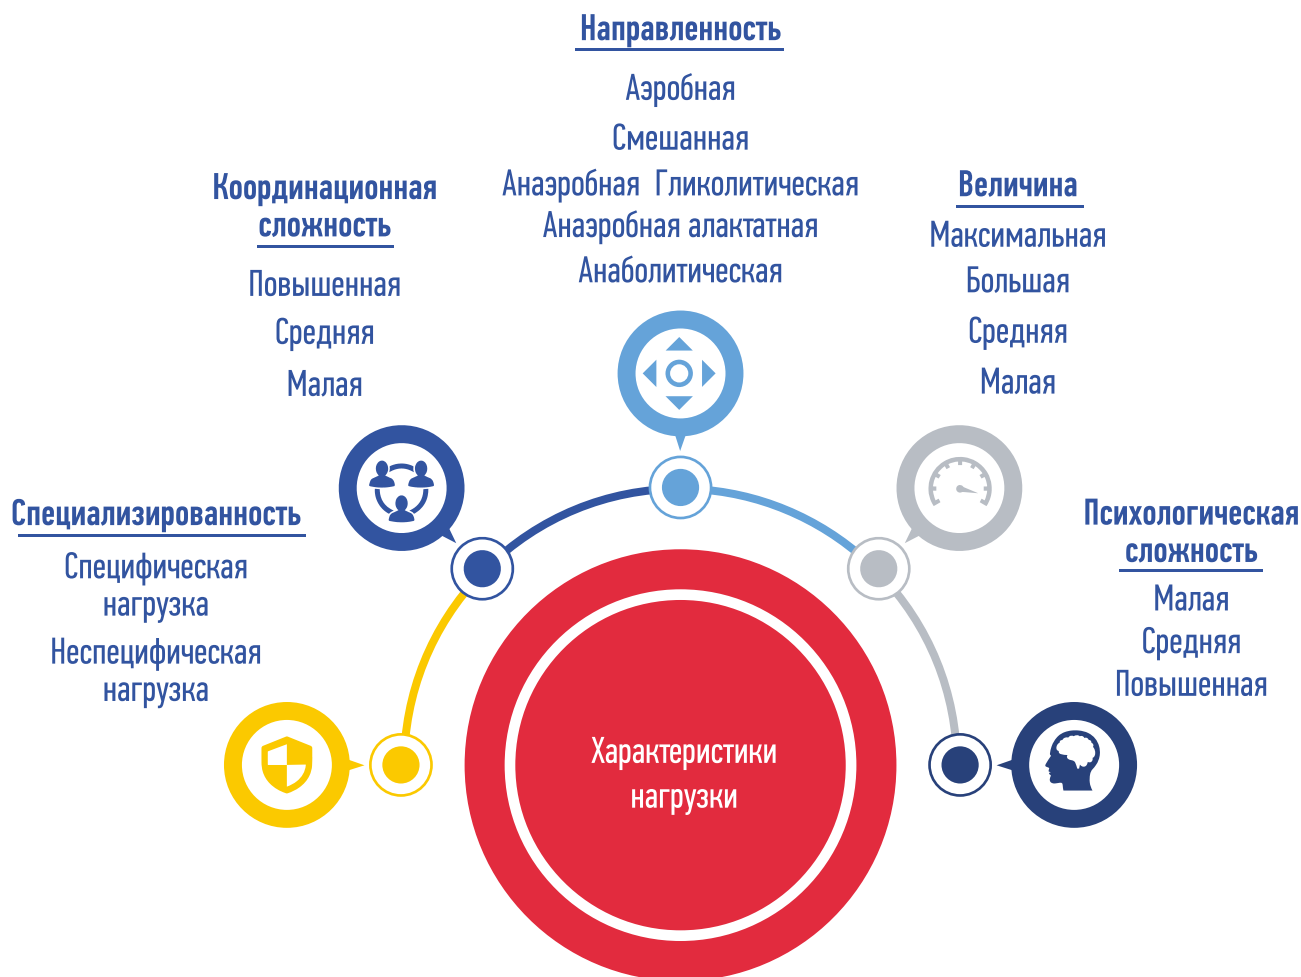 Направленность
Аэробная
Смешанная
Анаэробная Гликолитическая
Анаэробная алактатная
Анаболитическая
Координационная
сложность
Повышенная
Средняя
Малая
Величина
Максимальная
Большая
Средняя
Малая
Специализированность
Специфическая
нагрузка
Неспецифическая
нагрузка
Психологическая
сложность
Малая
Средняя
Повышенная
Характеристики
нагрузки